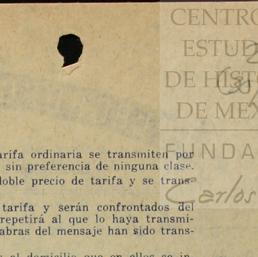 CENTRO
ESTUD
DE HIST
DE MEX
FUNDA
Carlos
arifa ordinaria se transmiten por
sin preferencia de ninguna clase.
doble precio de tarifa y se trans-
tarifa y serán confrontados del
repetirá al que lo haya transmi-
abras del mensaje han sido trans-
al domicilio que en ellos se in-